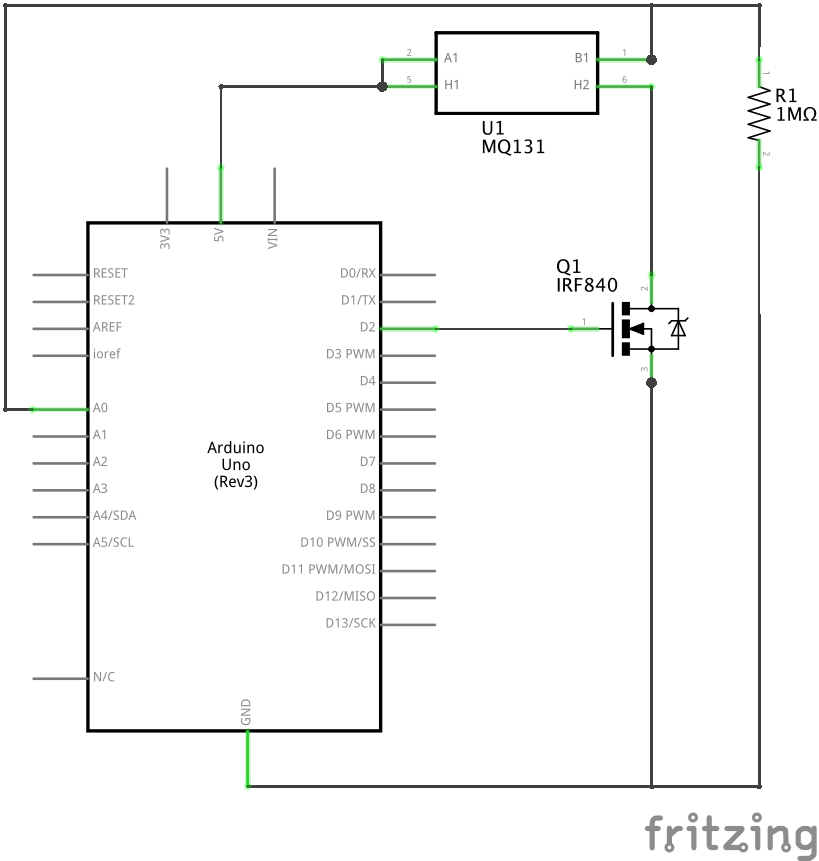 2 A1 B1 1
5 H1 H2 6
U1
MQ131
1
R1
1MΩ
2
3V3 5V VIN
RESET D0/RX
RESET2 D1/TX
AREF D2
ioref D3 PWM
D4
A0 D5 PWM
A1 D6 PWM
A2 D7
A3 D8
A4/SDA D9 PWM
A5/SCL D10 PWM/SS
D11 PWM/MOSI
D12/MISO
D13/SCK
N/C
GND
Arduino
Uno
(Rev3)
Q1
IRF840
2
1
3
fritzing